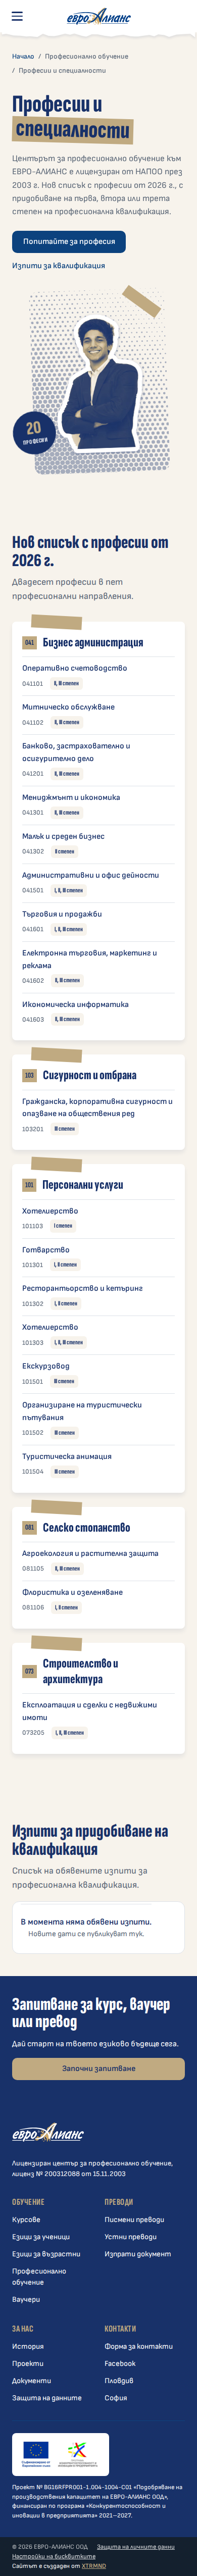 евроАлианс
Начало / Професионално обучение
/ Професии и специалности
Професии и
специалности
Центърът за професионално обучение към
ЕВРО-АЛИАНС е лицензиран от НАПОО през
2003 г. Нов списък с професии от 2026 г., с
придобиване на първа, втора или трета
степен на професионална квалификация.
Попитайте за професия
Изпити за квалификация
20
ПРОФЕСИИ
Нов списък с професии от
2026 г.
Двадесет професии в пет
професионални направления.
041 Бизнес администрация
Оперативно счетоводство
041101 II, III степен
Митническо обслужване
041102 II, III степен
Банково, застрахователно и
осигурително дело
041201 II, III степен
Мениджмънт и икономика
041301 II, III степен
Малък и среден бизнес
041302 II степен
Административни и офис дейности
041501 I, II, III степен
Търговия и продажби
041601 I, II, III степен
Електронна търговия, маркетинг и
реклама
041602 II, III степен
Икономическа информатика
041603 II, III степен
103 Сигурност и отбрана
Гражданска, корпоративна сигурност и
опазване на обществения ред
103201 III степен
101 Персонални услуги
Хотелиерство
101103 I степен
Готварство
101301 I, II степен
Ресторантьорство и кетъринг
101302 I, II степен
Хотелиерство
101303 I, II, III степен
Екскурзовод
101501 III степен
Организиране на туристически
пътувания
101502 III степен
Туристическа анимация
101504 III степен
081 Селско стопанство
Агроекология и растителна защита
081105 II, III степен
Флористика и озеленяване
081106 I, II степен
073 Строителство и
архитектура
Експлоатация и сделки с недвижими
имоти
073205 I, II, III степен
Изпити за придобиване на
квалификация
Списък на обявените изпити за
професионална квалификация.
В момента няма обявени изпити.
Новите дати се публикуват тук.
Запитване за курс, ваучер
или превод
Дай старт на твоето езиково бъдеще сега.
Започни запитване
евроАлианс
Лицензиран център за професионално обучение,
лиценз № 200312088 от 15.11.2003
ОБУЧЕНИЕ ПРЕВОДИ
Курсове Писмени преводи
Езици за ученици Устни преводи
Езици за възрастни Изпрати документ
Професионално
обучение
Ваучери
ЗА НАС КОНТАКТИ
История Форма за контакти
Проекти Facebook
Документи Пловдив
Защита на данните София
Проект № BG16RFPR001-1.004-1004-C01 «Подобряване на
производствения капацитет на ЕВРО-АЛИАНС ООД»,
финансиран по програма «Конкурентоспособност и
иновации в предприятията» 2021–2027.
© 2026 ЕВРО-АЛИАНС ООД Защита на личните данни
Настройки на бисквитките
Сайтът е създаден от XTRMND